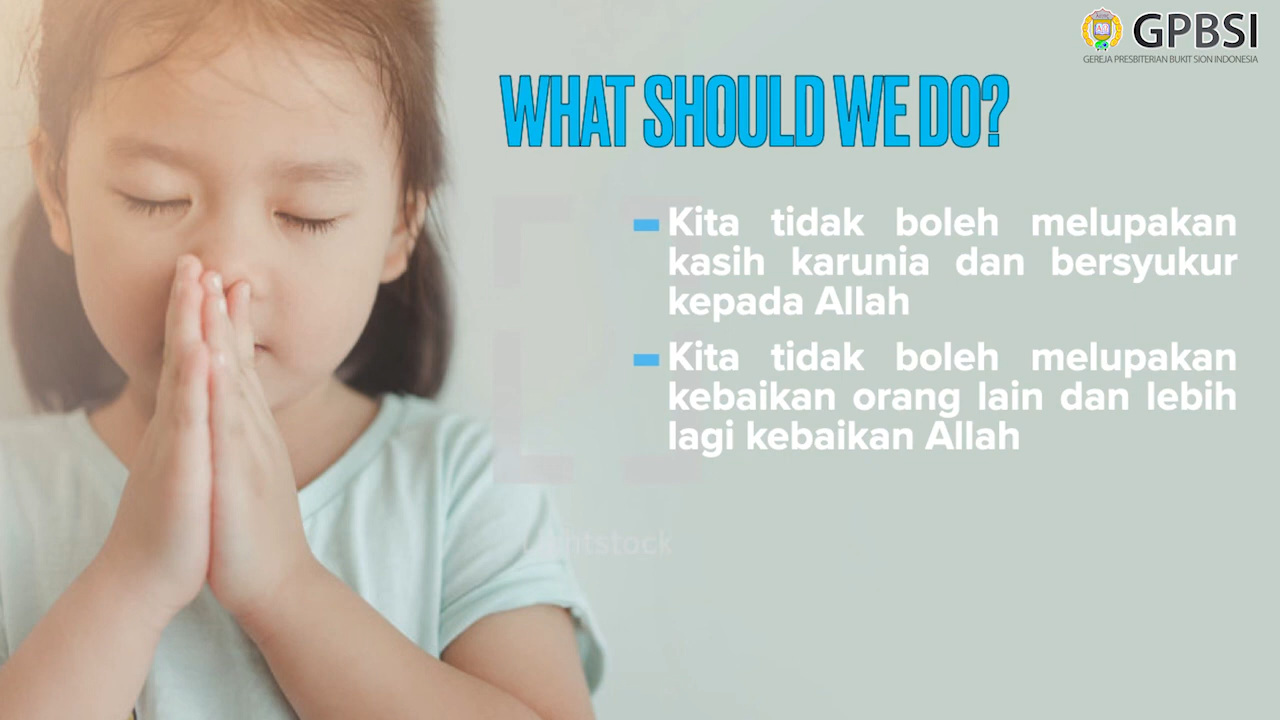 GPBSI
GEREJA PRESBITERIAN BUKIT SION INDONESIA
WHAT SHOULD WE DO?
Kita tidak boleh melupakan
kasih karunia dan bersyukur
kepada Allah
Kita tidak boleh melupakan
kebaikan orang lain dan lebih
lagi kebaikan Allah